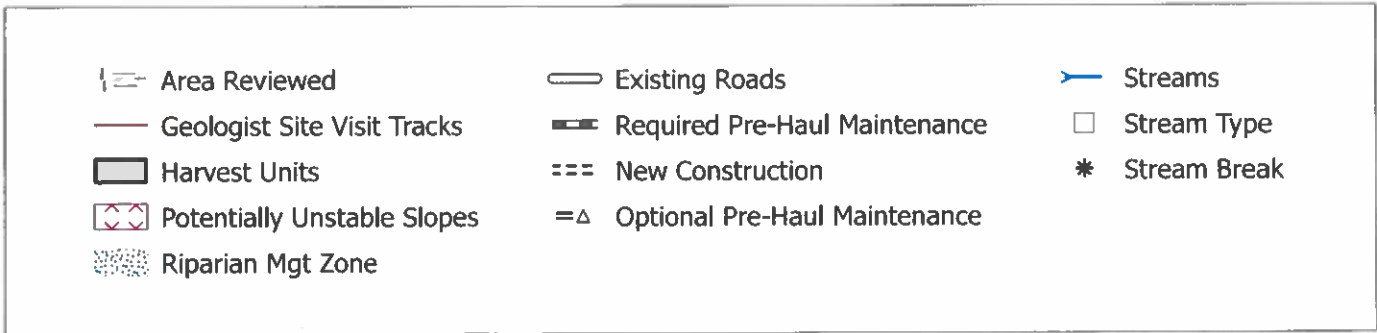 Area Reviewed
Geologist Site Visit Tracks
Harvest Units
Potentially Unstable Slopes
Riparian Mgt Zone
Existing Roads
Required Pre-Haul Maintenance
New Construction
Optional Pre-Haul Maintenance
Streams
Stream Type
Stream Break